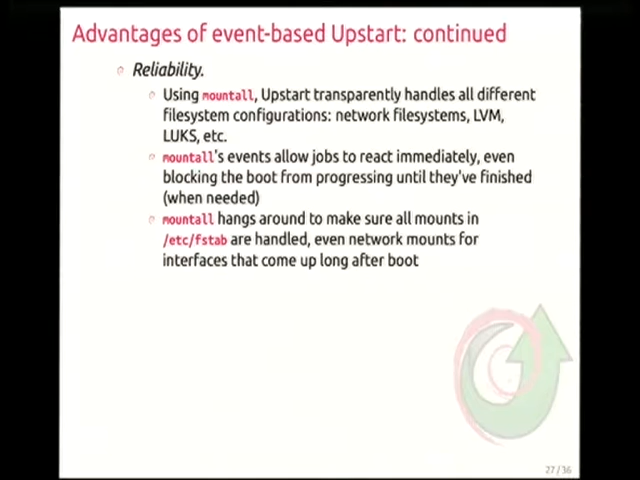 Advantages of event-based Upstart: continued
Reliability.
Using mountall, Upstart transparently handles all different
filesystem configurations: network filesystems, LVM,
LUKS, etc.
mountall's events allow jobs to react immediately, even
blocking the boot from progressing until they've finished
(when needed)
mountall hangs around to make sure all mounts in
/etc/fstab are handled, even network mounts for
interfaces that come up long after boot
27 / 36